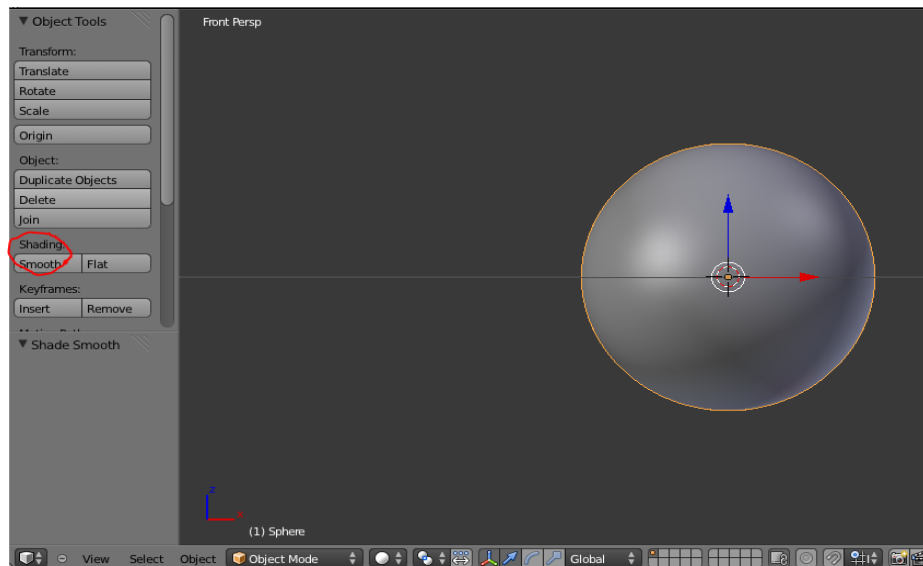 Object Tools
Front Persp
Transform:
Translate
Rotate
Scale
Origin
Object:
Duplicate Objects
Delete
Join
Shading:
Smooth Flat
Keyframes:
Insert Remove
Shade Smooth
z
x
(1) Sphere
View Select Object Object Mode Global